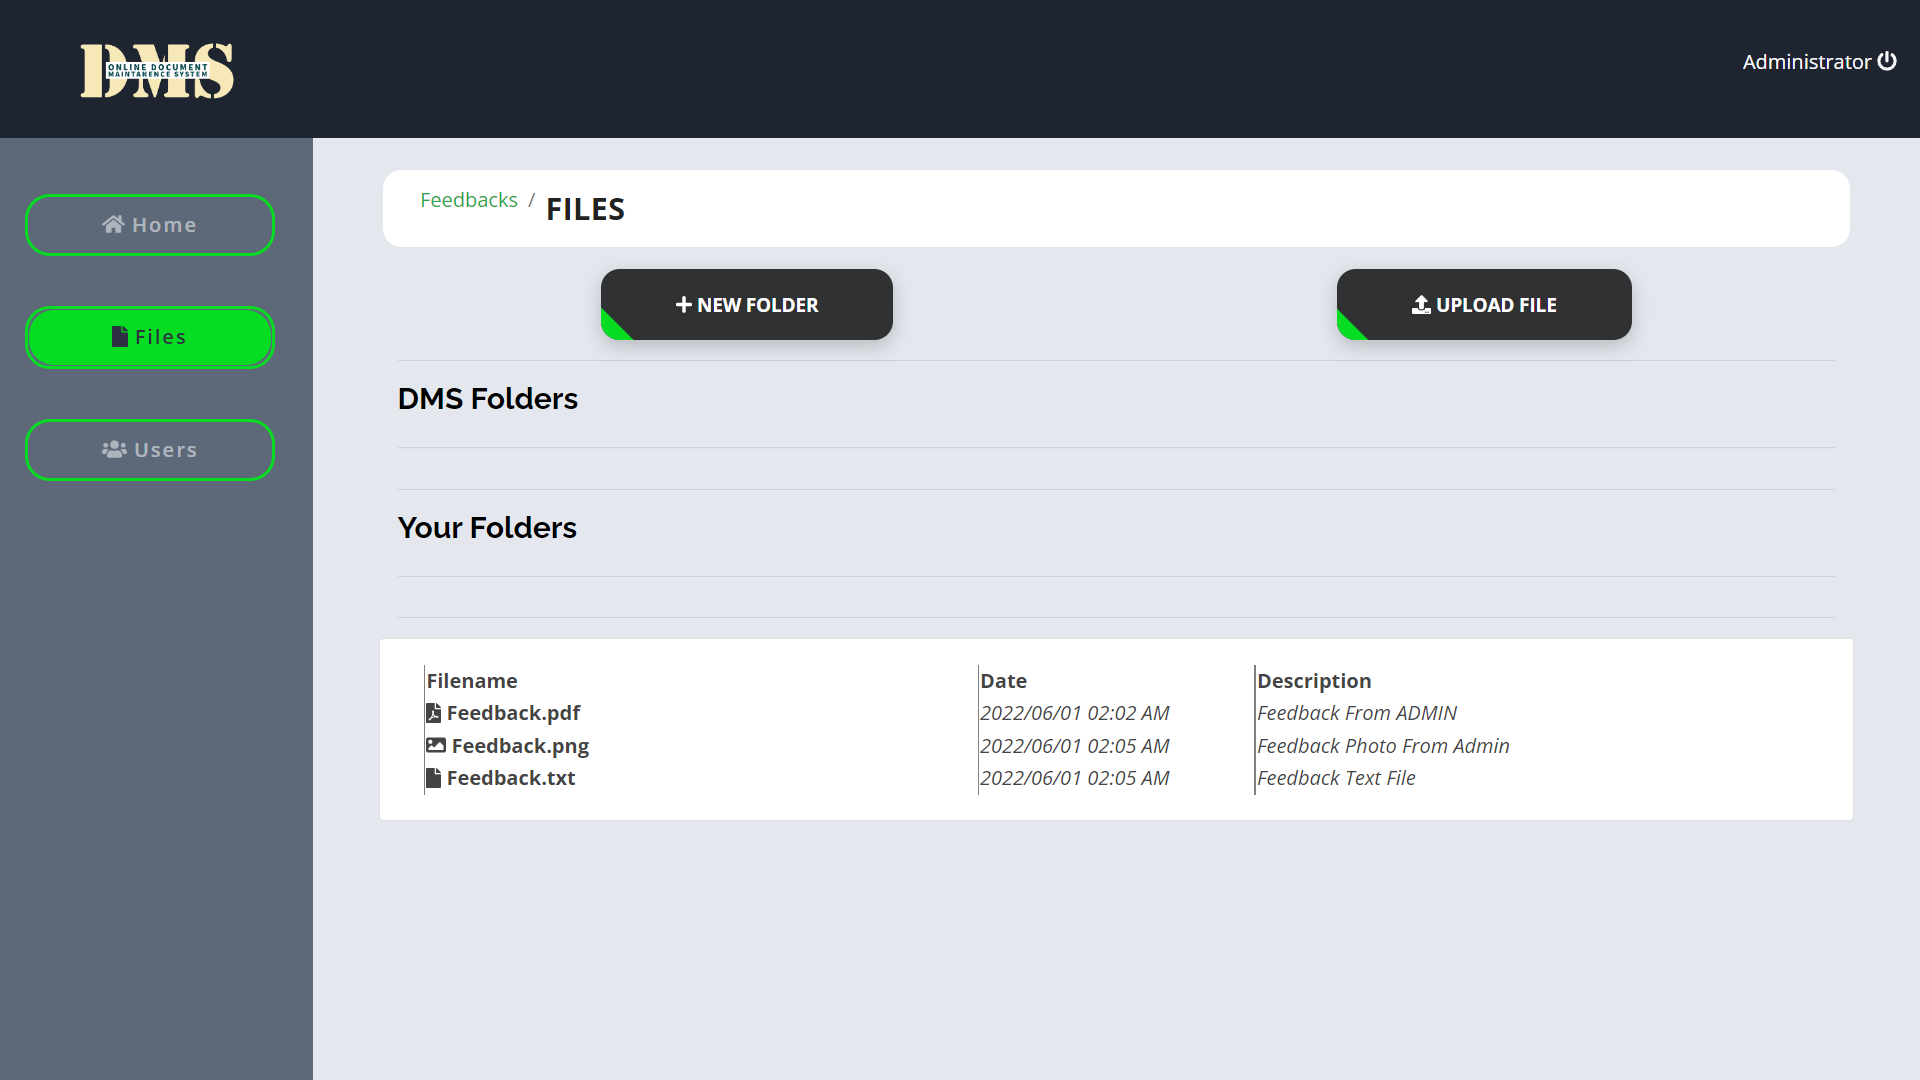 DMS
ONLINE DOCUMENT
MAINTANENCE SYSTEM
Administrator
Home
Files
Users
Feedbacks / FILES
NEW FOLDER
UPLOAD FILE
DMS Folders
Your Folders
Filename Date Description
Feedback.pdf 2022/06/01 02:02 AM Feedback From ADMIN
Feedback.png 2022/06/01 02:05 AM Feedback Photo From Admin
Feedback.txt 2022/06/01 02:05 AM Feedback Text File